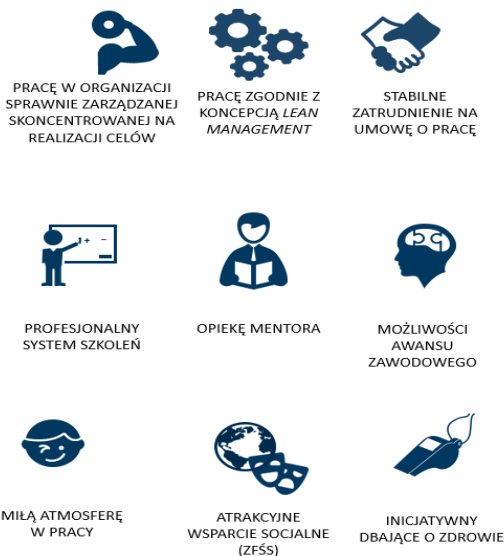 PRACĘ W ORGANIZACJI
SPRAWNIE ZARZĄDZANEJ
SKONCENTROWANEJ NA
REALIZACJI CELÓW
PRACĘ ZGODNIE Z
KONCEPCJĄ LEAN
MANAGEMENT
STABILNE
ZATRUDNIENIE NA
UMOWĘ O PRACĘ
PROFESJONALNY
SYSTEM SZKOLEŃ
OPIEKĘ MENTORA
MOŻLIWOŚCI
AWANSU
ZAWODOWEGO
MIŁĄ ATMOSFERĘ
W PRACY
ATRAKCYJNE
WSPARCIE SOCJALNE
(ZFŚS)
INICJATYWNY
DBAJĄCE O ZDROWIE